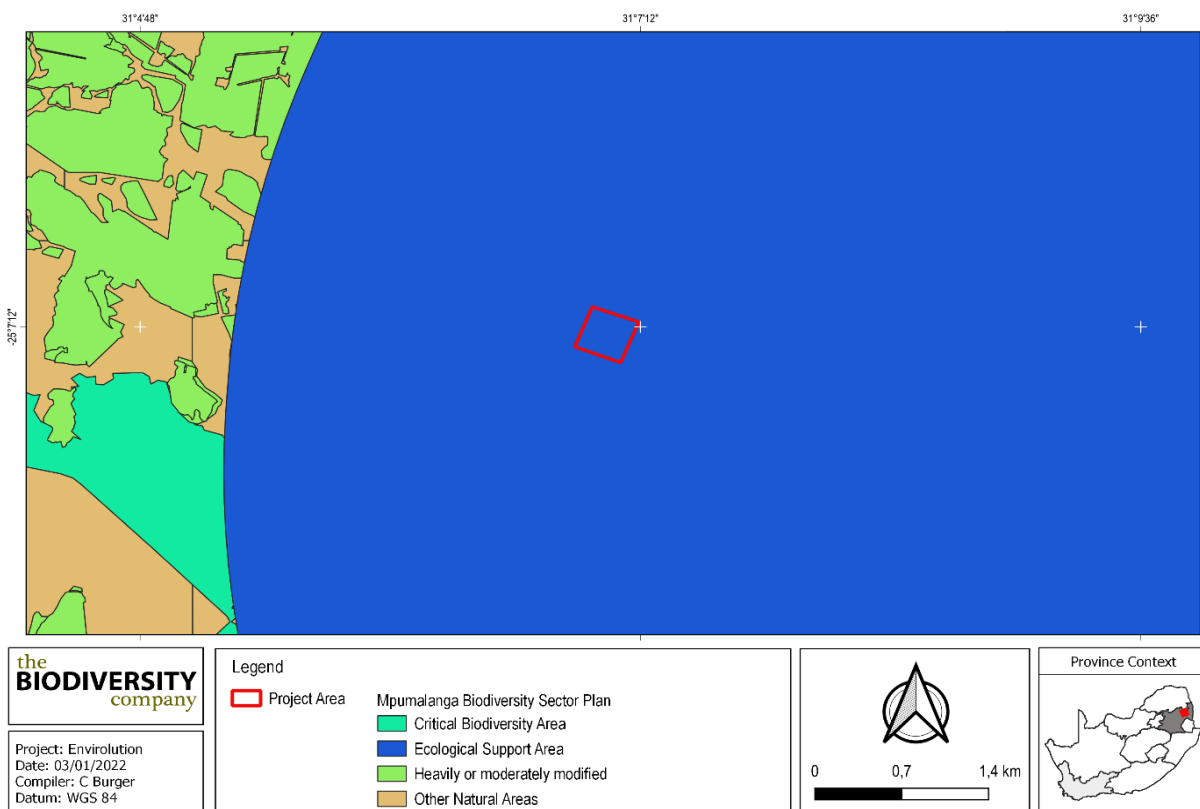 31°4'48"
31°7'12"
31°9'36"
-25°7'12"
the
BIODIVERSITY
company
Project: Envirolution
Date: 03/01/2022
Compiler: C Burger
Datum: WGS 84
Legend
Project Area
Mpumalanga Biodiversity Sector Plan
Critical Biodiversity Area
Ecological Support Area
Heavily or moderately modified
Other Natural Areas
0 0,7 1,4 km
Province Context